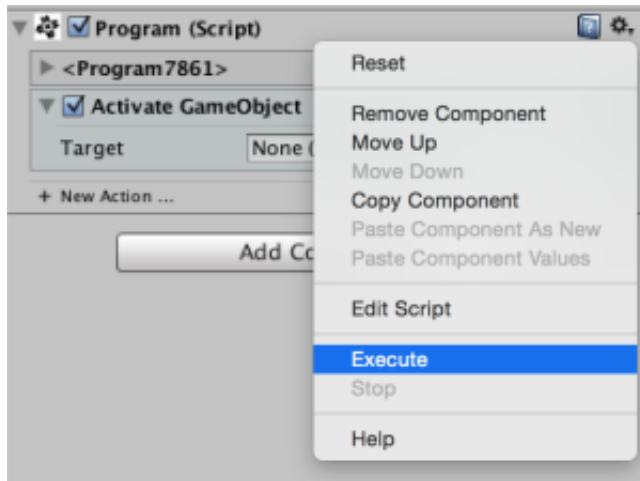 Program (Script)
<Program7861>
Activate GameObject
Target
None (
+ New Action ...
Add Co
Reset
Remove Component
Move Up
Move Down
Copy Component
Paste Component As New
Paste Component Values
Edit Script
Execute
Stop
Help